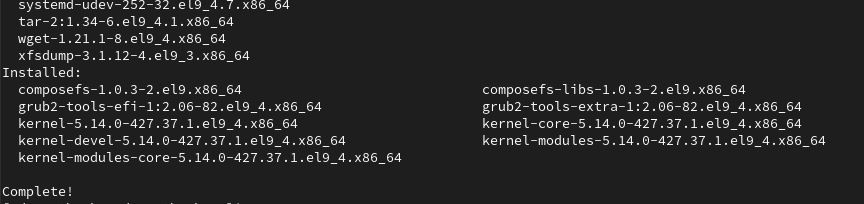 systemd-udev-252-32.el9_4.7.x86_64
tar-2:1.34-6.el9_4.1.x86_64
wget-1.21.1-8.el9_4.x86_64
xfsdump-3.1.12-4.el9_3.x86_64
Installed:
composefs-1.0.3-2.el9.x86_64 composefs-libs-1.0.3-2.el9.x86_64
grub2-tools-efi-1:2.06-82.el9_4.x86_64 grub2-tools-extra-1:2.06-82.el9_4.x86_64
kernel-5.14.0-427.37.1.el9_4.x86_64 kernel-core-5.14.0-427.37.1.el9_4.x86_64
kernel-devel-5.14.0-427.37.1.el9_4.x86_64 kernel-modules-5.14.0-427.37.1.el9_4.x86_64
kernel-modules-core-5.14.0-427.37.1.el9_4.x86_64
Complete!